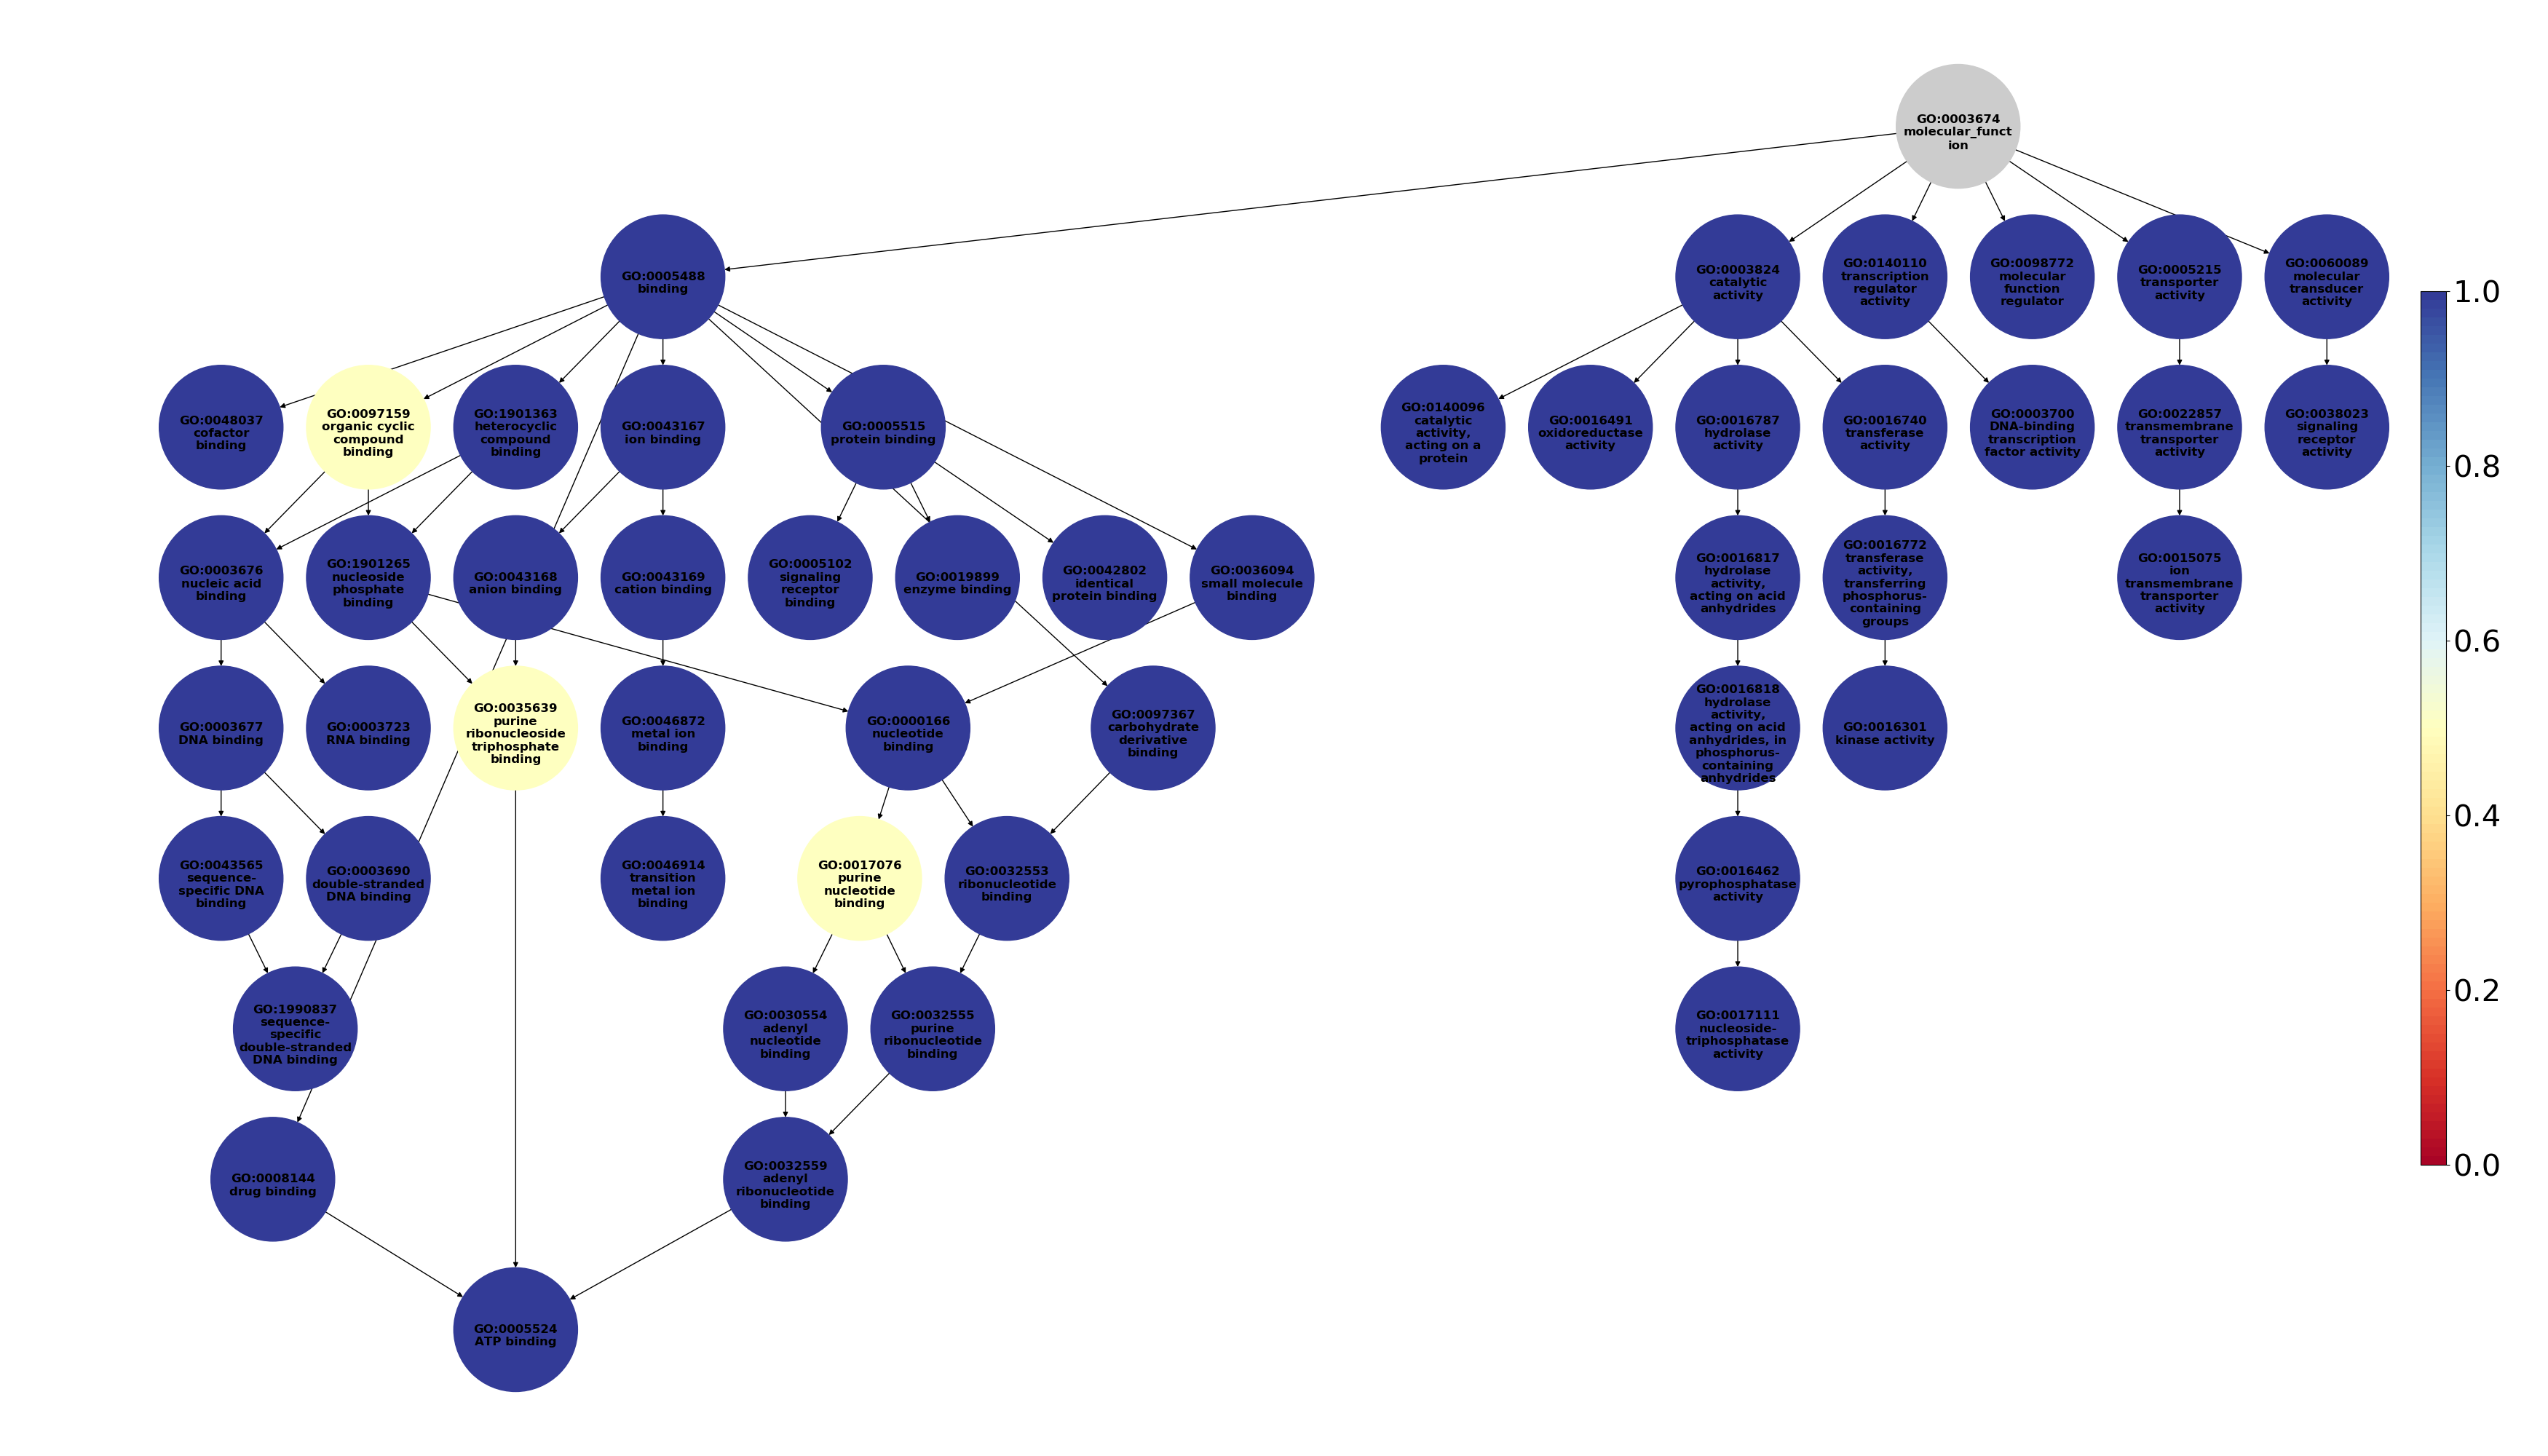 GO:0003674
molecular_funct
ion
GO:0005488
binding
GO:0003824
catalytic
activity
GO:0140110
transcription
regulator
activity
GO:0098772
molecular
function
regulator
GO:0005215
transporter
activity
GO:0060089
molecular
transducer
activity
GO:0048037
cofactor
binding
GO:0097159
organic cyclic
compound
binding
GO:1901363
heterocyclic
compound
binding
GO:0043167
ion binding
GO:0005515
protein binding
GO:0140096
catalytic
activity,
acting on a
protein
GO:0016491
oxidoreductase
activity
GO:0016787
hydrolase
activity
GO:0016740
transferase
activity
GO:0003700
DNA-binding
transcription
factor activity
GO:0022857
transmembrane
transporter
activity
GO:0038023
signaling
receptor
activity
GO:0003676
nucleic acid
binding
GO:1901265
nucleoside
phosphate
binding
GO:0043168
anion binding
GO:0043169
cation binding
GO:0005102
signaling
receptor
binding
GO:0019899
enzyme binding
GO:0042802
identical
protein binding
GO:0036094
small molecule
binding
GO:0016817
hydrolase
activity,
acting on acid
anhydrides
GO:0016772
transferase
activity,
transferring
phosphorus-
containing
groups
GO:0015075
ion
transmembrane
transporter
activity
GO:0003677
DNA binding
GO:0003723
RNA binding
GO:0035639
purine
ribonucleoside
triphosphate
binding
GO:0046872
metal ion
binding
GO:0000166
nucleotide
binding
GO:0097367
carbohydrate
derivative
binding
GO:0016818
hydrolase
activity,
acting on acid
anhydrides, in
phosphorus-
containing
anhydrides
GO:0016301
kinase activity
GO:0043565
sequence-
specific DNA
binding
GO:0003690
double-stranded
DNA binding
GO:0046914
transition
metal ion
binding
GO:0017076
purine
nucleotide
binding
GO:0032553
ribonucleotide
binding
GO:0016462
pyrophosphatase
activity
GO:1990837
sequence-
specific
double-stranded
DNA binding
GO:0030554
adenyl
nucleotide
binding
GO:0032555
purine
ribonucleotide
binding
GO:0017111
nucleoside-
triphosphatase
activity
GO:0008144
drug binding
GO:0032559
adenyl
ribonucleotide
binding
GO:0005524
ATP binding
1.0
0.8
0.6
0.4
0.2
0.0